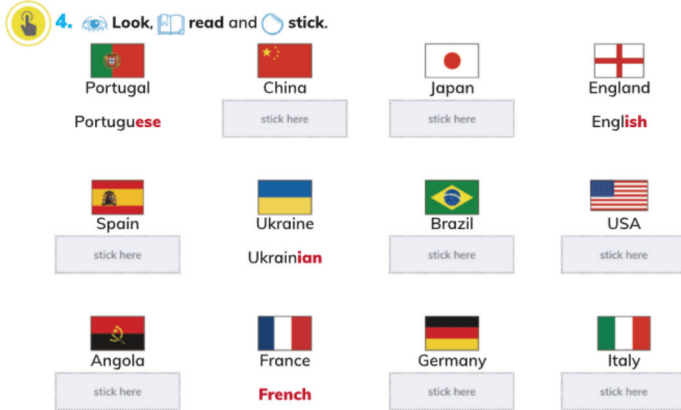 4. Look, read and stick.
Portugal China Japan England
Portuguese stick here stick here English
Spain Ukraine Brazil USA
stick here Ukrainian stick here stick here
Angola France Germany Italy
stick here French stick here stick here